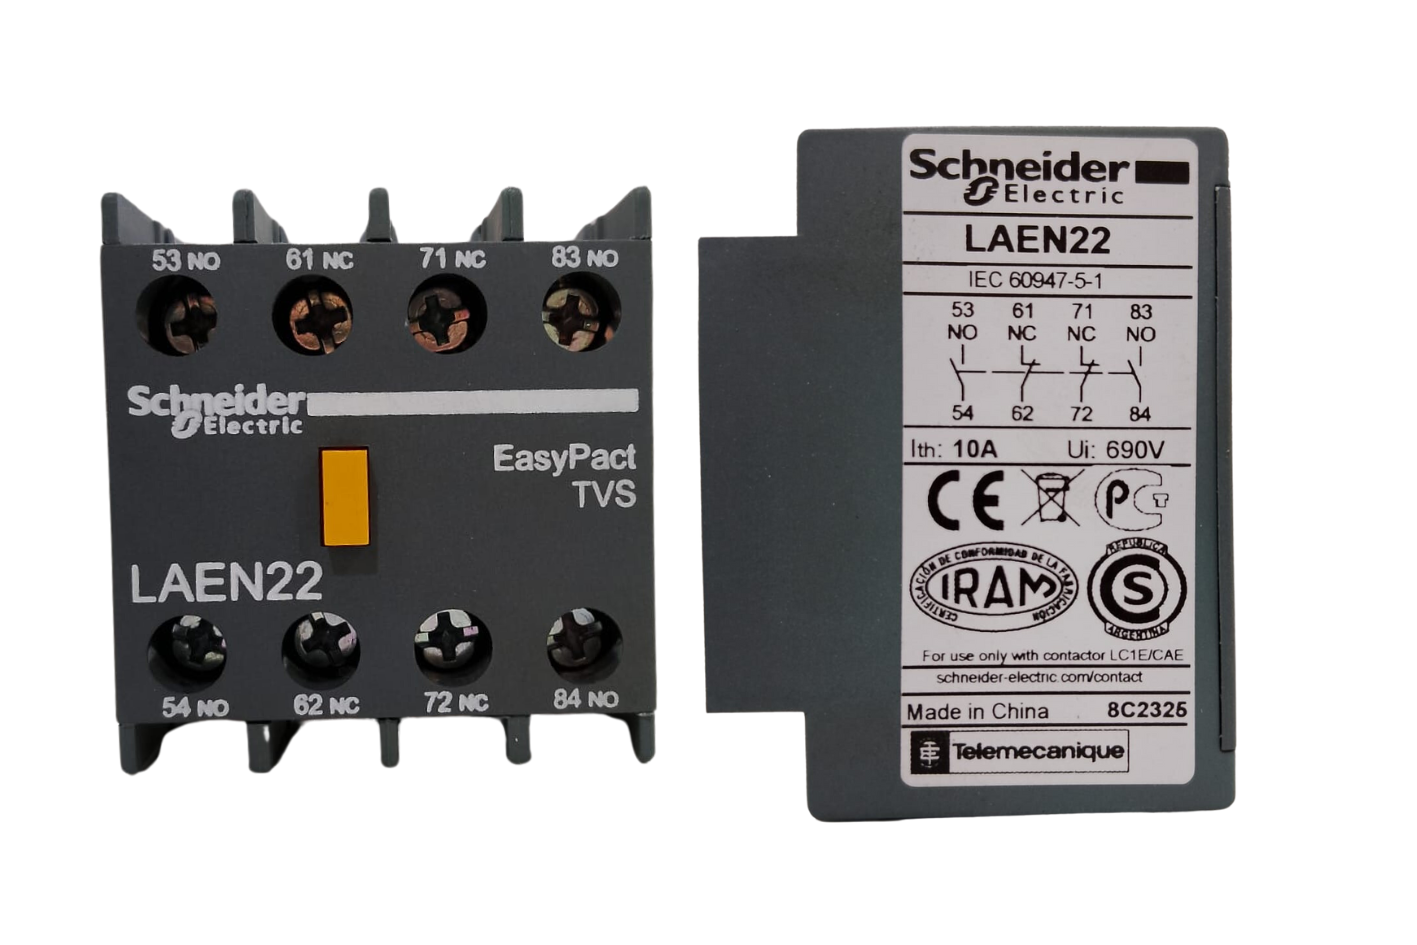 53 NO 61 NC 71 NC 83 NO
Schneider
Electric
EasyPact
TVS
LAEN22
54 NO 62 NC 72 NC 84 NO
Schneider
Electric
LAEN22
IEC 60947-5-1
53 61 71 83
NO NC NC NO
54 62 72 84
Ith: 10A Ui: 690V
CE
PCT
CERTIFICACIÓN DE CONFORMIDAD DE LA FABRICACIÓN
IRAM
REPUBLICA
S
ARGENTINA
For use only with contactor LC1E/CAE
schneider-electric.com/contact
Made in China 8C2325
Telemecanique